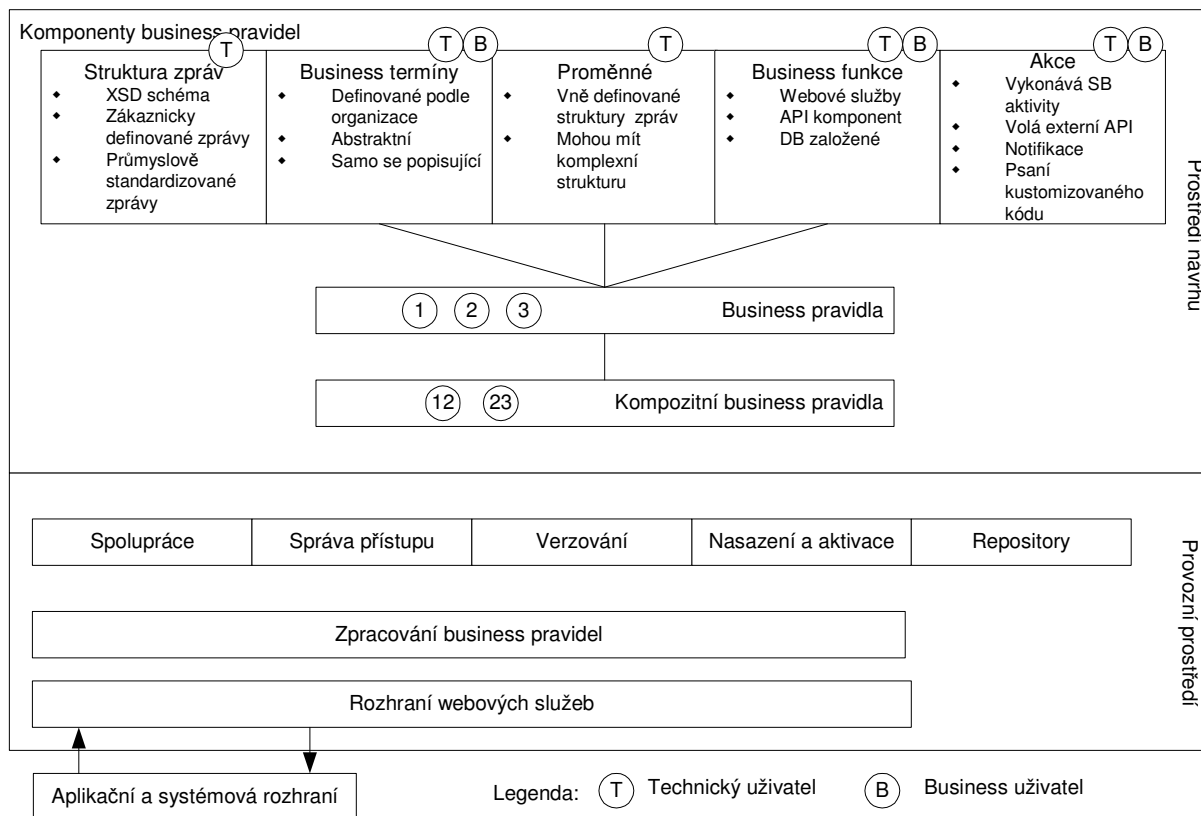 Komponenty business pravidel
T
Struktura zpráv
XSD schéma
Zákaznicky
definované zprávy
Průmyslově
standardizované
zprávy
T B
Business termíny
Definované podle
organizace
Abstraktní
Samo se popisující
T
Proměnné
Vně definované
struktury zpráv
Mohou mít
komplexní
strukturu
T B
Business funkce
Webové služby
API komponent
DB založené
T B
Akce
Vykonává SB
aktivity
Volá externí API
Notifikace
Psaní
kustomizovaného
kódu
Prostředí návrhu
1 2 3 Business pravidla
12 23 Kompozitní business pravidla
Spolupráce
Správa přístupu
Verzování
Nasazení a aktivace
Repository
Provozní prostředí
Zpracování business pravidel
Rozhraní webových služeb
Aplikační a systémová rozhraní
Legenda: T Technický uživatel B Business uživatel